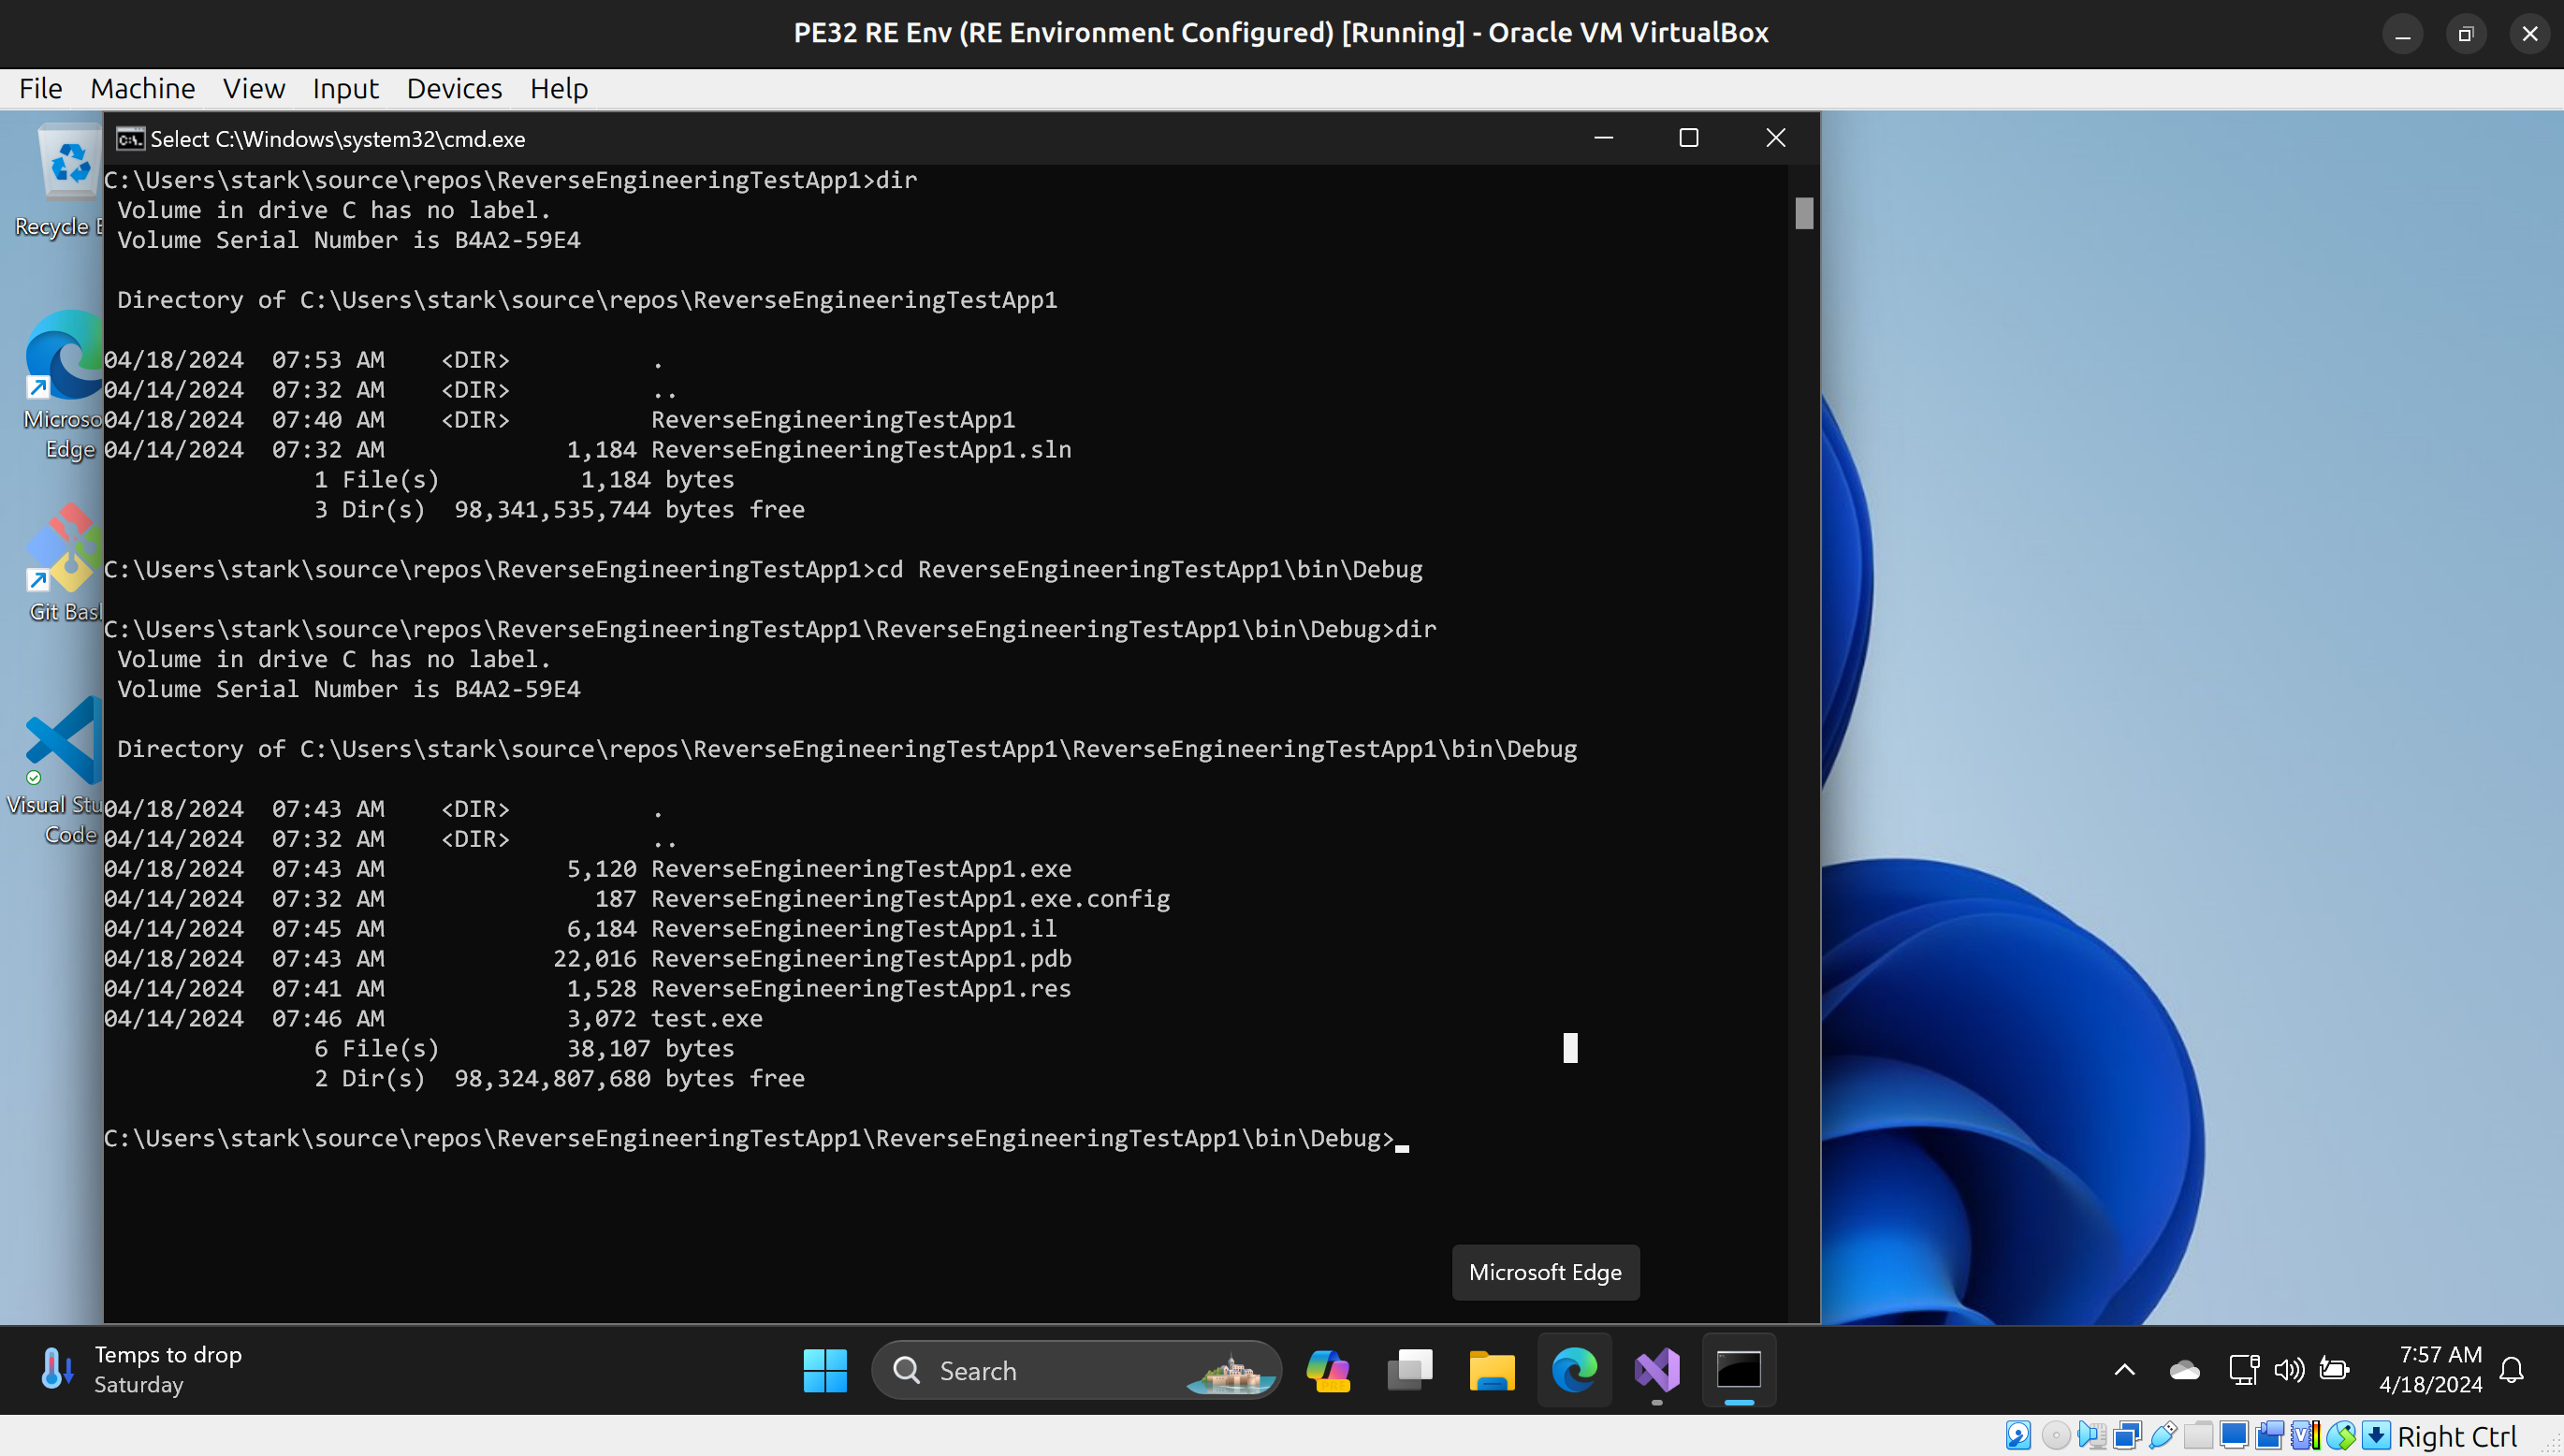 PE32 RE Env (RE Environment Configured) [Running] - Oracle VM VirtualBox
File Machine View Input Devices Help
Select C:\Windows\system32\cmd.exe
C:\Users\stark\source\repos\ReverseEngineeringTestApp1>dir
Volume in drive C has no label.
Volume Serial Number is B4A2-59E4
Directory of C:\Users\stark\source\repos\ReverseEngineeringTestApp1
04/18/2024  07:53 AM    <DIR>          .
04/14/2024  07:32 AM    <DIR>          ..
04/18/2024  07:40 AM    <DIR>          ReverseEngineeringTestApp1
04/14/2024  07:32 AM             1,184 ReverseEngineeringTestApp1.sln
1 File(s)          1,184 bytes
3 Dir(s)  98,341,535,744 bytes free
C:\Users\stark\source\repos\ReverseEngineeringTestApp1>cd ReverseEngineeringTestApp1\bin\Debug
C:\Users\stark\source\repos\ReverseEngineeringTestApp1\ReverseEngineeringTestApp1\bin\Debug>dir
Volume in drive C has no label.
Volume Serial Number is B4A2-59E4
Directory of C:\Users\stark\source\repos\ReverseEngineeringTestApp1\ReverseEngineeringTestApp1\bin\Debug
04/18/2024  07:43 AM    <DIR>          .
04/14/2024  07:32 AM    <DIR>          ..
04/18/2024  07:43 AM             5,120 ReverseEngineeringTestApp1.exe
04/14/2024  07:32 AM               187 ReverseEngineeringTestApp1.exe.config
04/14/2024  07:45 AM             6,184 ReverseEngineeringTestApp1.il
04/18/2024  07:43 AM            22,016 ReverseEngineeringTestApp1.pdb
04/14/2024  07:41 AM             1,528 ReverseEngineeringTestApp1.res
04/14/2024  07:46 AM             3,072 test.exe
6 File(s)         38,107 bytes
2 Dir(s)  98,324,807,680 bytes free
C:\Users\stark\source\repos\ReverseEngineeringTestApp1\ReverseEngineeringTestApp1\bin\Debug>
Recycle
Edge
Git
Visual
Code
Microsoft Edge
Temps to drop
Saturday
Search
PRE
7:57 AM
4/18/2024
Right Ctrl